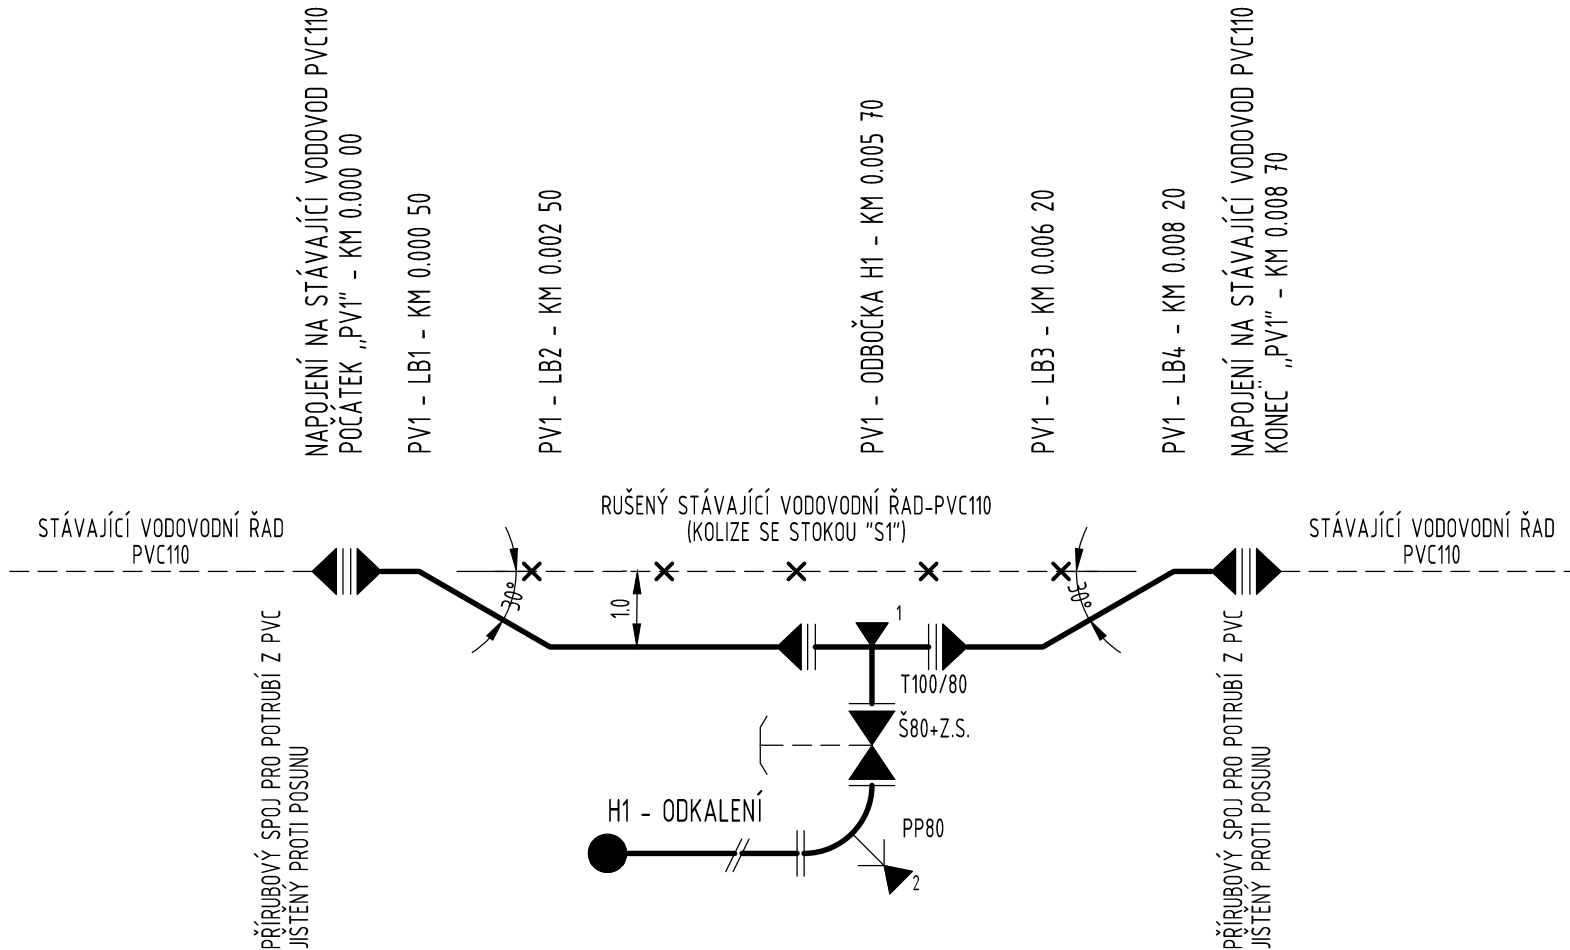 NAPOJENÍ NA STÁVAJÍCÍ VODOVOD PVC110
POČÁTEK „PV1" - KM 0.000 00
PV1 - LB1 - KM 0.000 50
PV1 - LB2 - KM 0.002 50
PV1 - ODBOČKA H1 - KM 0.005 70
PV1 - LB3 - KM 0.006 20
PV1 - LB4 - KM 0.008 20
NAPOJENÍ NA STÁVAJÍCÍ VODOVOD PVC110
KONEC „PV1" - KM 0.008 70
STÁVAJÍCÍ VODOVODNÍ ŘAD
PVC110
RUŠENÝ STÁVAJÍCÍ VODOVODNÍ ŘAD-PVC110
(KOLIZE SE STOKOU "S1")
STÁVAJÍCÍ VODOVODNÍ ŘAD
PVC110
30°
1.0
30°
1
T100/80
Š80+Z.S.
H1 - ODKALENÍ
PP80
2
PŘÍRUBOVÝ SPOJ PRO POTRUBÍ Z PVC
JIŠTĚNÝ PROTI POSUNU
PŘÍRUBOVÝ SPOJ PRO POTRUBÍ Z PVC
JIŠTĚNÝ PROTI POSUNU